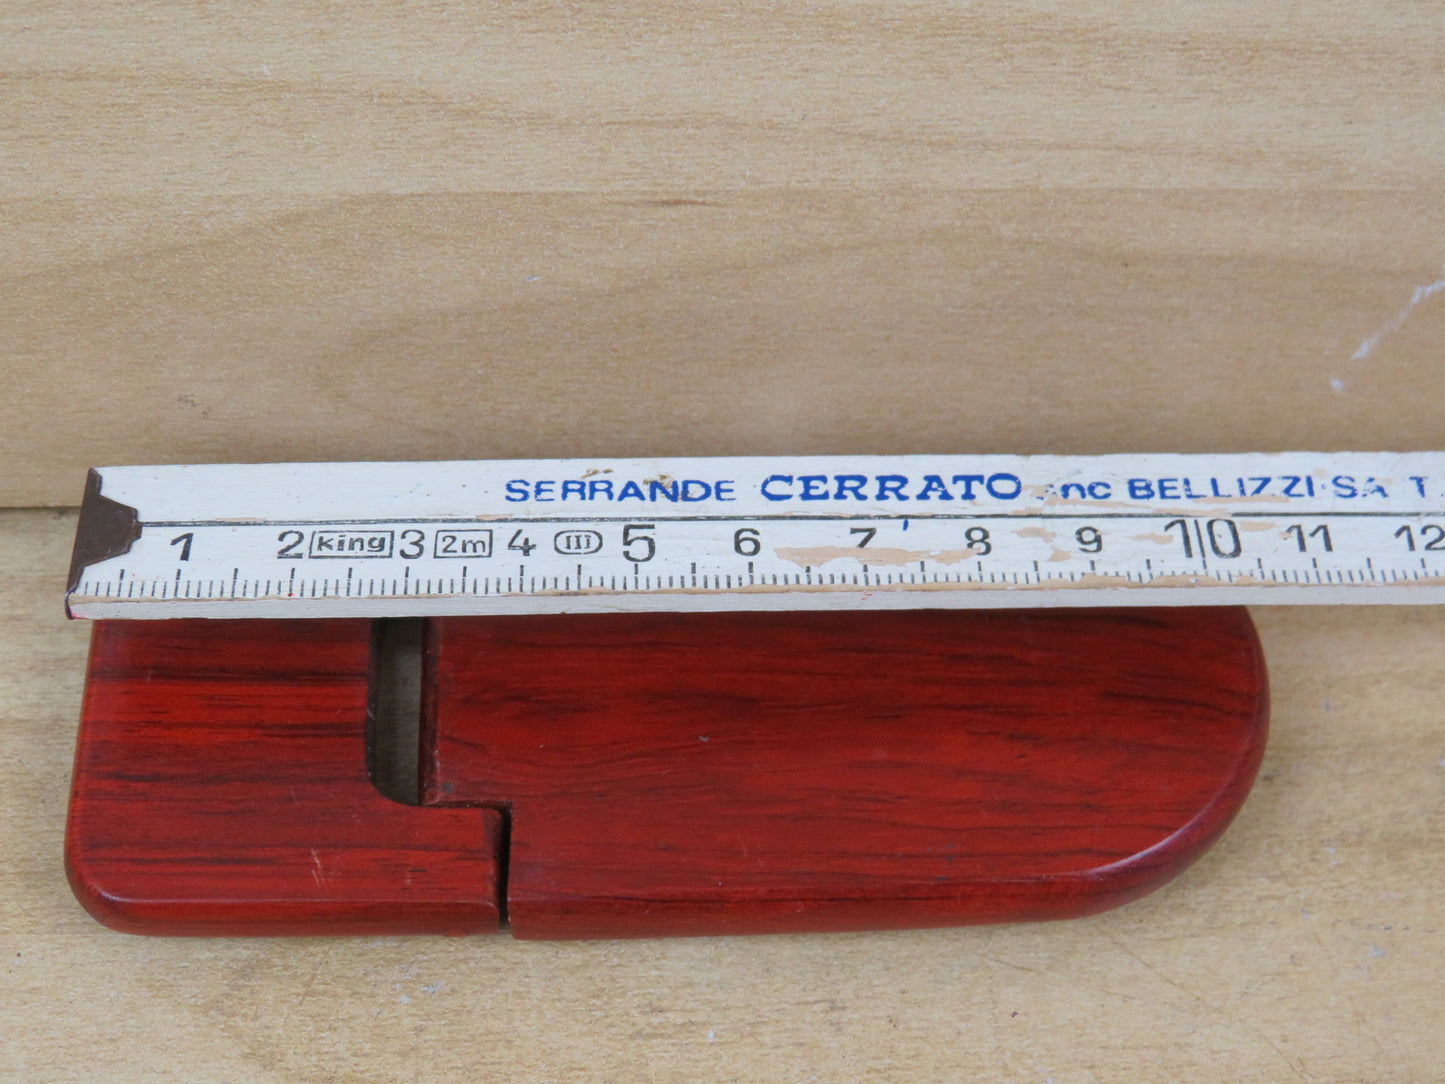 SERRANDE CERRATO snc BELLIZZI SA T.
1 2 king 3 2m 4 III 5 6 7 8 9 10 11 12